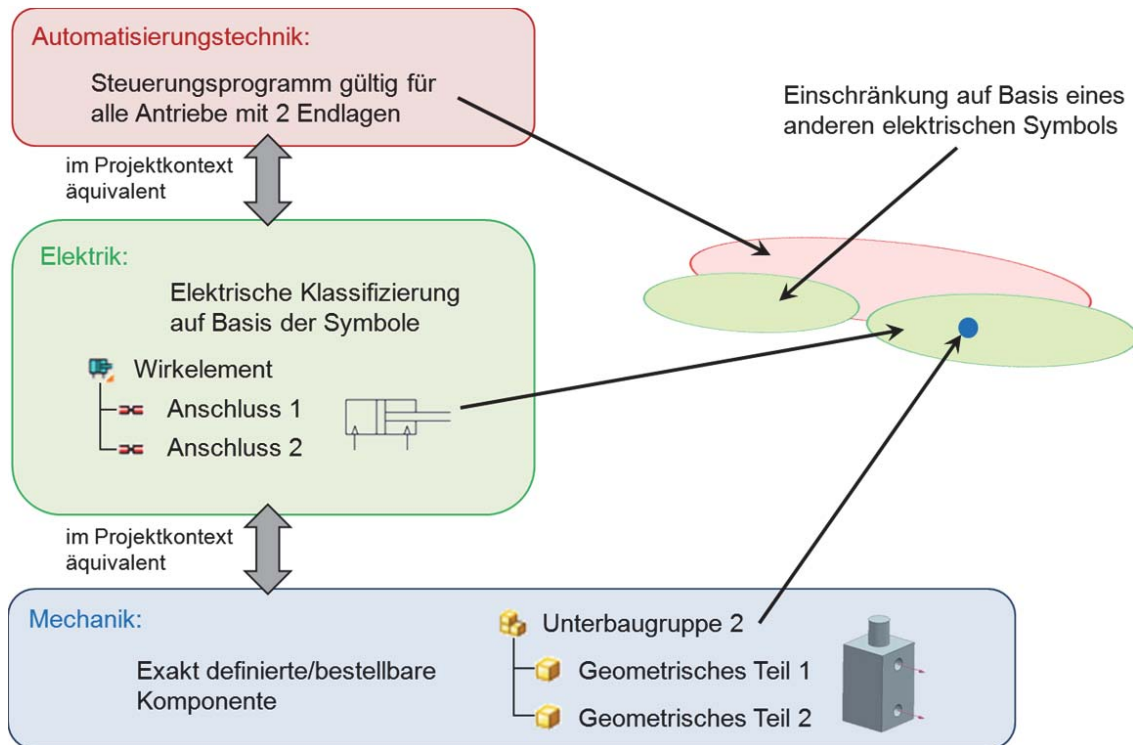 Automatisierungstechnik:
Steuerungsprogramm gültig für
alle Antriebe mit 2 Endlagen
Einschränkung auf Basis eines
anderen elektrischen Symbols
im Projektkontext
äquivalent
Elektrik:
Elektrische Klassifizierung
auf Basis der Symbole
Wirkelement
Anschluss 1
Anschluss 2
im Projektkontext
äquivalent
Mechanik:
Exakt definierte/bestellbare
Komponente
Unterbaugruppe 2
Geometrisches Teil 1
Geometrisches Teil 2